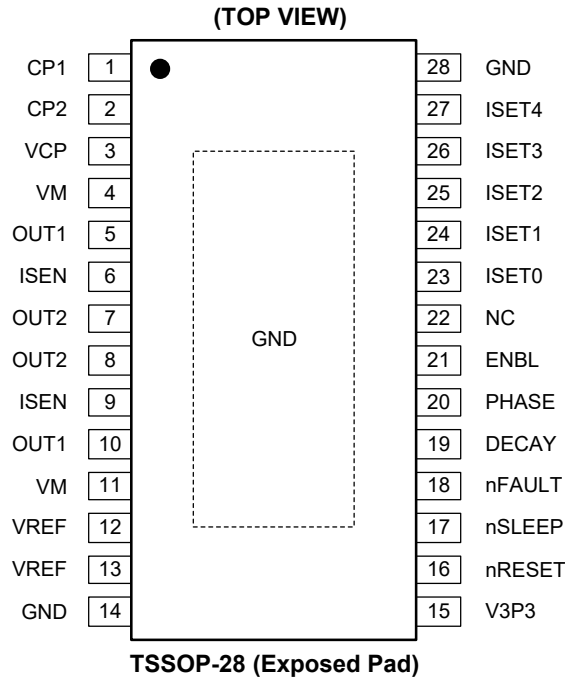 (TOP VIEW)
CP1 1 28 GND
CP2 2 27 ISET4
VCP 3 26 ISET3
VM 4 25 ISET2
OUT1 5 24 ISET1
ISEN 6 23 ISET0
OUT2 7 22 NC
GND
OUT2 8 21 ENBL
ISEN 9 20 PHASE
OUT1 10 19 DECAY
VM 11 18 nFAULT
VREF 12 17 nSLEEP
VREF 13 16 nRESET
GND 14 15 V3P3
TSSOP-28 (Exposed Pad)